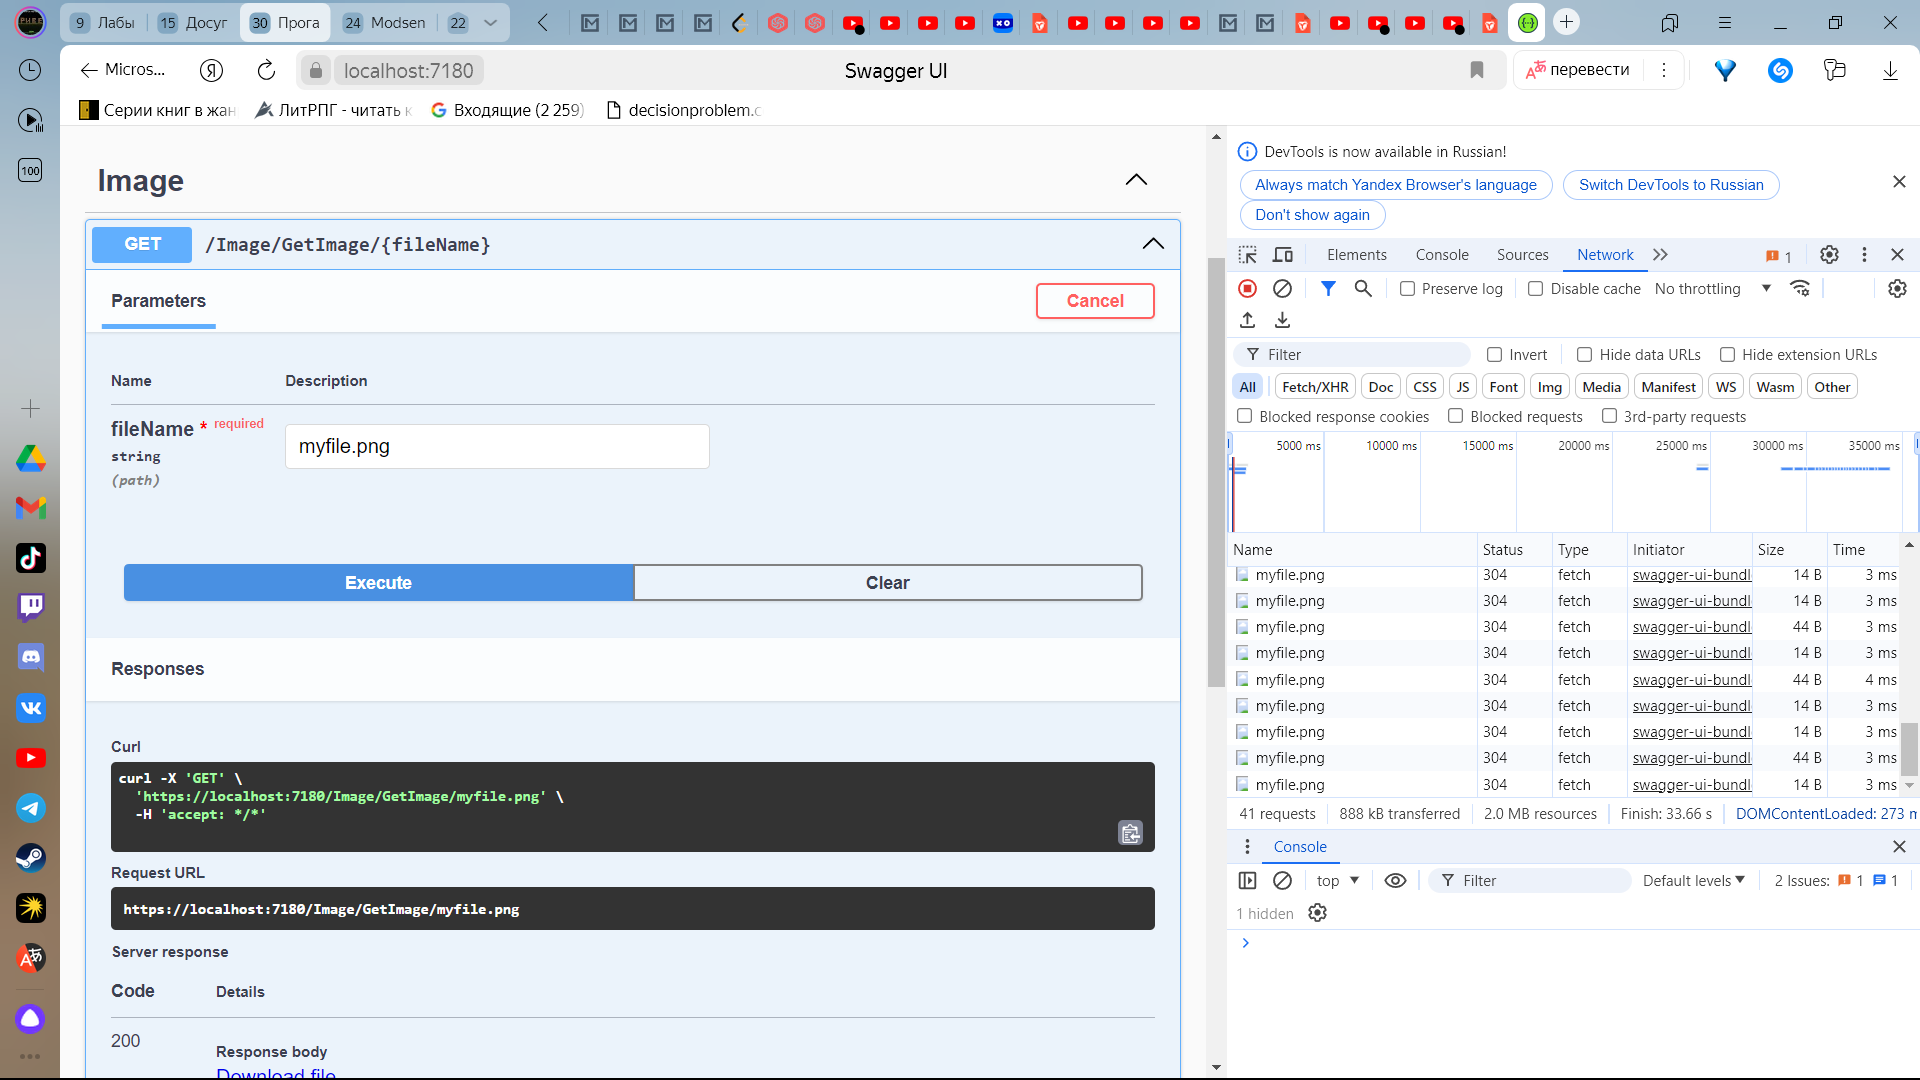 9 Лабы 15 Досуг 30 Прога 24 Modsen 22
Micros... localhost:7180 Swagger UI перевести
100
Серии книг в жан ЛитРПГ - читать к Входящие (2 259) decisionproblem.c
Image
GET /Image/GetImage/{fileName}
Parameters Cancel
Name Description
fileName * required
string
(path)
myfile.png
Execute Clear
Responses
Curl
curl -X 'GET' \
'https://localhost:7180/Image/GetImage/myfile.png' \
-H 'accept: */*'
Request URL
https://localhost:7180/Image/GetImage/myfile.png
Server response
Code Details
200
Response body
Download file
DevTools is now available in Russian!
Always match Yandex Browser's language Switch DevTools to Russian
Don't show again
Elements Console Sources Network 1
Preserve log Disable cache No throttling
Filter Invert Hide data URLs Hide extension URLs
All Fetch/XHR Doc CSS JS Font Img Media Manifest WS Wasm Other
Blocked response cookies Blocked requests 3rd-party requests
5000 ms 10000 ms 15000 ms 20000 ms 25000 ms 30000 ms 35000 ms
Name Status Type Initiator Size Time
myfile.png 304 fetch swagger-ui-bundl 14 B 3 ms
myfile.png 304 fetch swagger-ui-bundl 14 B 3 ms
myfile.png 304 fetch swagger-ui-bundl 44 B 3 ms
myfile.png 304 fetch swagger-ui-bundl 14 B 3 ms
myfile.png 304 fetch swagger-ui-bundl 44 B 4 ms
myfile.png 304 fetch swagger-ui-bundl 14 B 3 ms
myfile.png 304 fetch swagger-ui-bundl 14 B 3 ms
myfile.png 304 fetch swagger-ui-bundl 44 B 3 ms
myfile.png 304 fetch swagger-ui-bundl 14 B 3 ms
41 requests 888 kB transferred 2.0 MB resources Finish: 33.66 s DOMContentLoaded: 273 m
Console
top Filter Default levels 2 Issues: 1 1
1 hidden